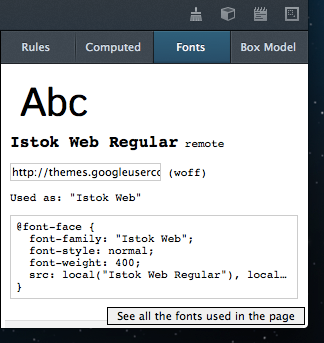 Rules Computed Fonts Box Model
Abc
Istok Web Regular remote
http://themes.googleuserco (woff)
Used as: "Istok Web"
@font-face {
font-family: "Istok Web";
font-style: normal;
font-weight: 400;
src: local("Istok Web Regular"), local…
}
See all the fonts used in the page